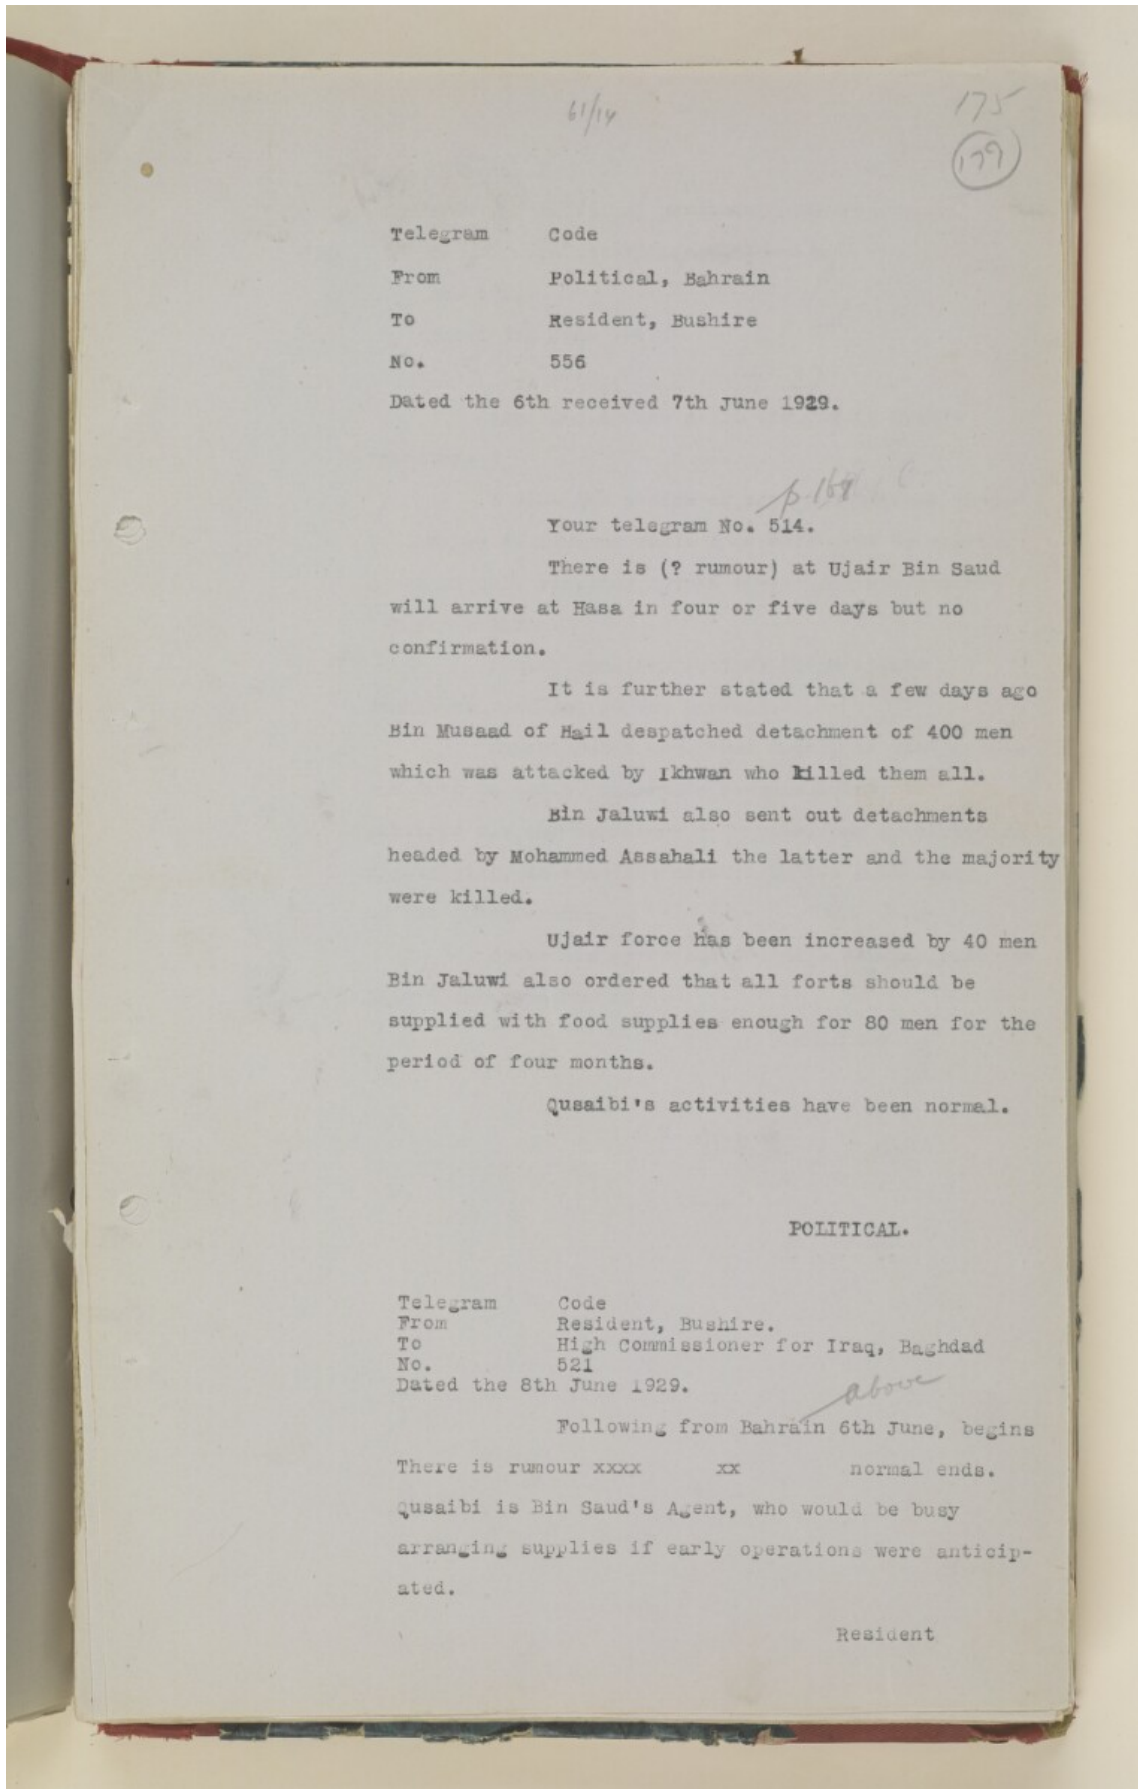 61/14
175
179
Telegram Code
From Political, Bahrain
To Resident, Bushire
No. 556
Dated the 6th received 7th June 1929.
p. 169
Your telegram No. 514.
There is (? rumour) at Ujair Bin Saud
will arrive at Hasa in four or five days but no
confirmation.
It is further stated that a few days ago
Bin Musaad of Hail despatched detachment of 400 men
which was attacked by Ikhwan who killed them all.
Bin Jaluwi also sent out detachments
headed by Mohammed Assahali the latter and the majority
were killed.
Ujair force has been increased by 40 men
Bin Jaluwi also ordered that all forts should be
supplied with food supplies enough for 80 men for the
period of four months.
Qusaibi's activities have been normal.
POLITICAL.
Telegram Code
From Resident, Bushire.
To High Commissioner for Iraq, Baghdad
No. 521
Dated the 8th June 1929.
above
Following from Bahrain 6th June, begins
There is rumour xxxx xx normal ends.
Qusaibi is Bin Saud's Agent, who would be busy
arranging supplies if early operations were anticip-
ated.
Resident